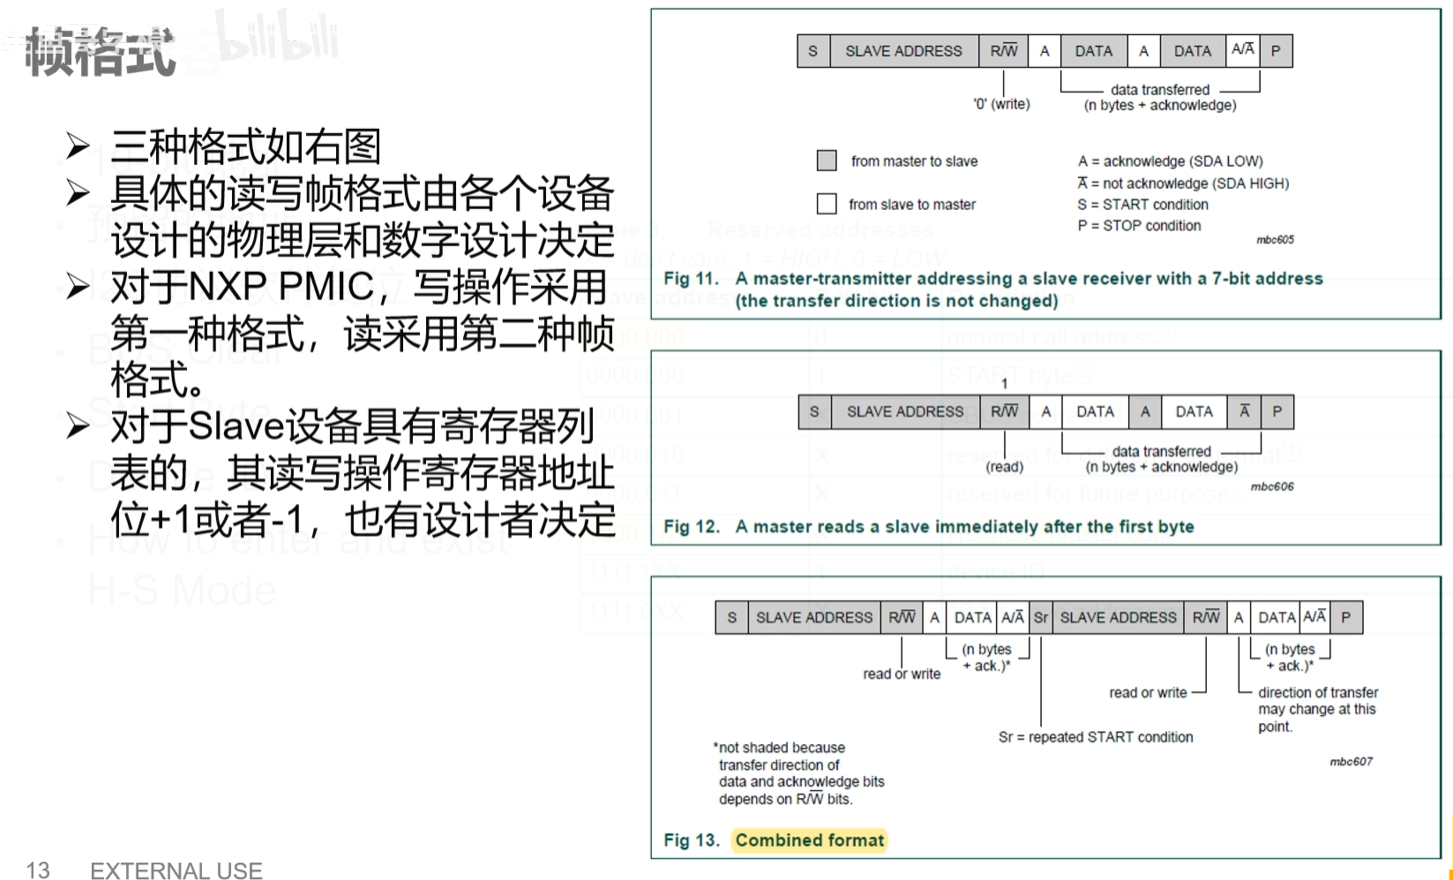 帧格式
bilibili
三种格式如右图
具体的读写帧格式由各个设备
设计的物理层和数字设计决定
对于NXP PMIC，写操作采用
第一种格式，读采用第二种帧
格式。
对于Slave设备具有寄存器列
表的，其读写操作寄存器地址
位+1或者-1，也有设计者决定
H-S Mode
13 EXTERNAL USE
S SLAVE ADDRESS R/W̅ A DATA A DATA A/A̅ P
'0' (write)
data transferred
(n bytes + acknowledge)
from master to slave
from slave to master
A = acknowledge (SDA LOW)
A̅ = not acknowledge (SDA HIGH)
S = START condition
P = STOP condition
mbc605
Fig 11. A master-transmitter addressing a slave receiver with a 7-bit address
(the transfer direction is not changed)
1
S SLAVE ADDRESS R/W̅ A DATA A DATA A̅ P
(read)
data transferred
(n bytes + acknowledge)
mbc606
Fig 12. A master reads a slave immediately after the first byte
S SLAVE ADDRESS R/W̅ A DATA A/A̅ Sr SLAVE ADDRESS R/W̅ A DATA A/A̅ P
read or write
(n bytes
+ ack.)*
read or write
(n bytes
+ ack.)*
direction of transfer
may change at this
point.
Sr = repeated START condition
*not shaded because
transfer direction of
data and acknowledge bits
depends on R/W̅ bits.
mbc607
Fig 13. Combined format